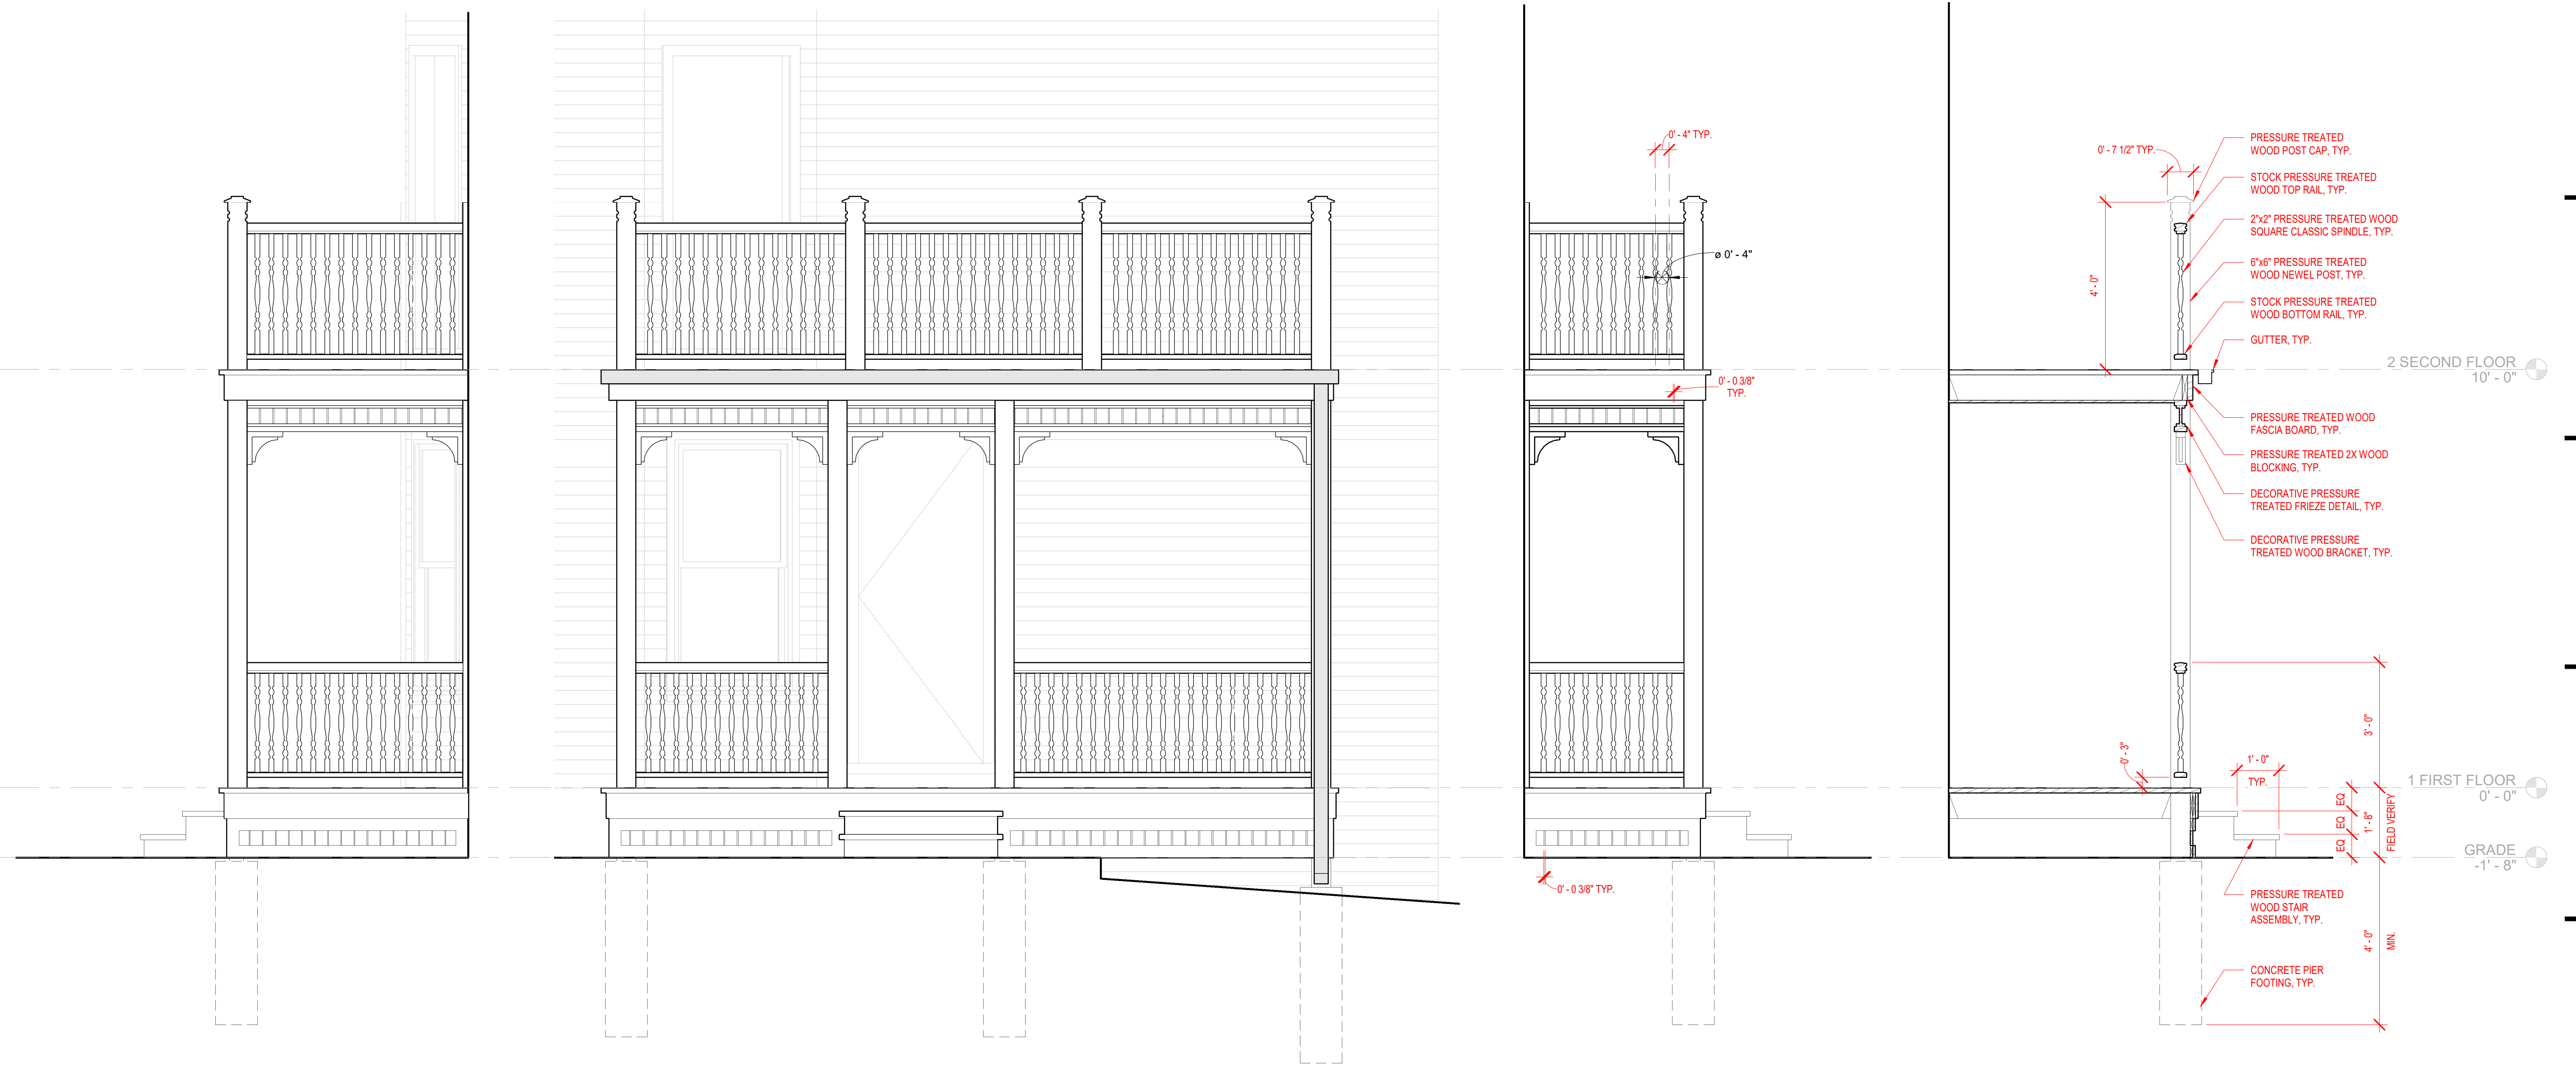 0' - 4" TYP.
ø 0' - 4"
0' - 0 3/8"
TYP.
0' - 0 3/8" TYP.
0' - 7 1/2" TYP.
4' - 0"
PRESSURE TREATED
WOOD POST CAP, TYP.
STOCK PRESSURE TREATED
WOOD TOP RAIL, TYP.
2"x2" PRESSURE TREATED WOOD
SQUARE CLASSIC SPINDLE, TYP.
6"x6" PRESSURE TREATED
WOOD NEWEL POST, TYP.
STOCK PRESSURE TREATED
WOOD BOTTOM RAIL, TYP.
GUTTER, TYP.
2 SECOND FLOOR
10' - 0"
PRESSURE TREATED WOOD
FASCIA BOARD, TYP.
PRESSURE TREATED 2X WOOD
BLOCKING, TYP.
DECORATIVE PRESSURE
TREATED FRIEZE DETAIL, TYP.
DECORATIVE PRESSURE
TREATED WOOD BRACKET, TYP.
0' - 3"
1' - 0"
TYP.
3' - 0"
1 FIRST FLOOR
0' - 0"
EQ
EQ
EQ
1' - 8"
FIELD VERIFY
GRADE
-1' - 8"
PRESSURE TREATED
WOOD STAIR
ASSEMBLY, TYP.
4' - 0"
MIN.
CONCRETE PIER
FOOTING, TYP.